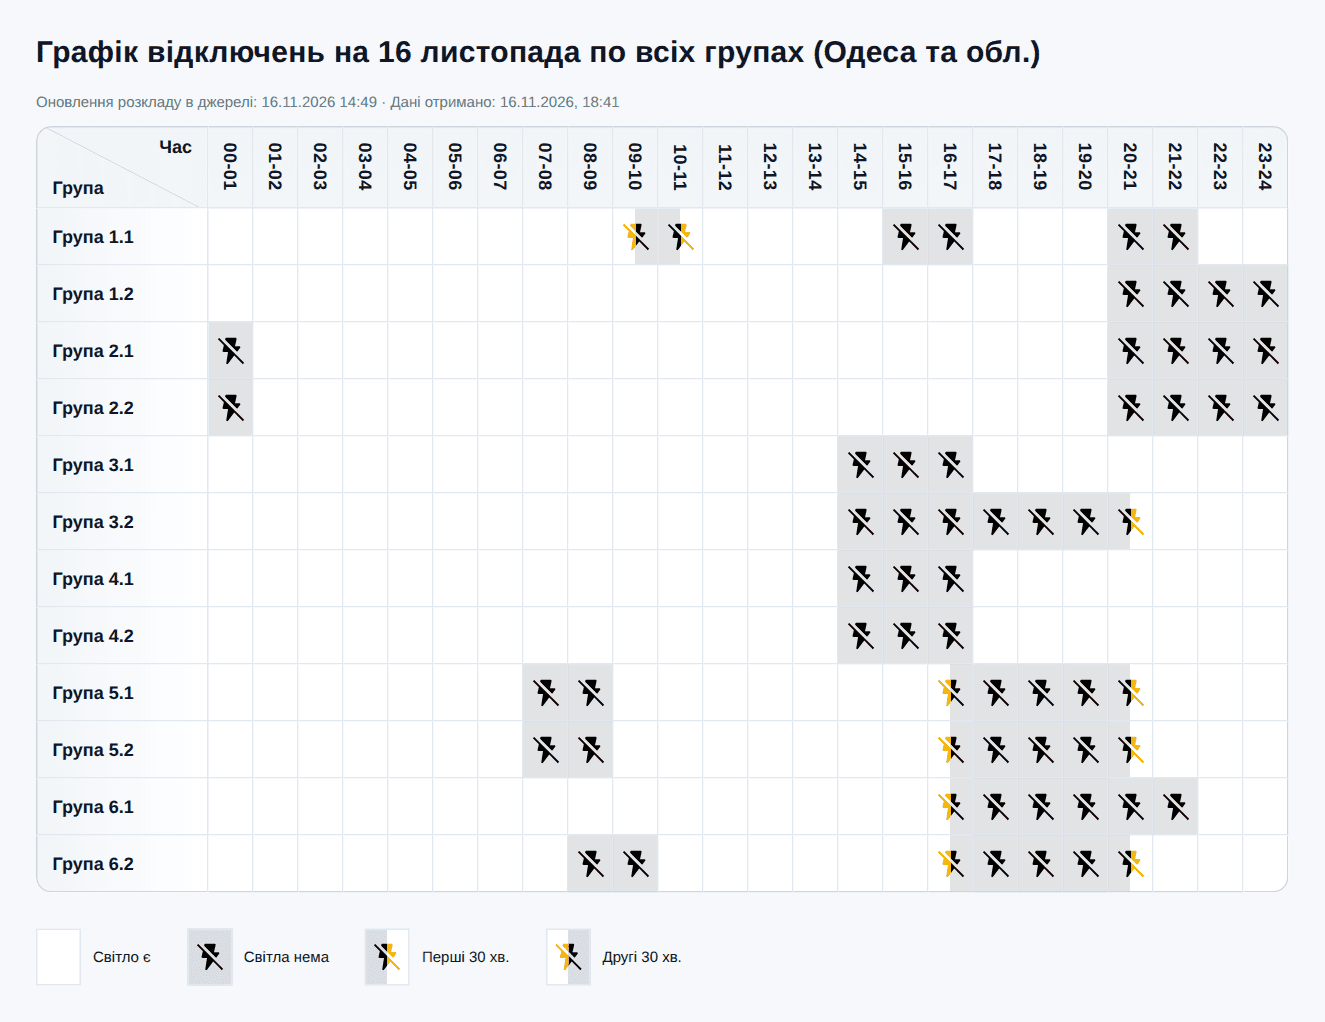 Графік відключень на 16 листопада по всіх групах (Одеса та обл.)
Оновлення розкладу в джерелі: 16.11.2026 14:49 · Дані отримано: 16.11.2026, 18:41
Час 00-01 01-02 02-03 03-04 04-05 05-06 06-07 07-08 08-09 09-10 10-11 11-12 12-13 13-14 14-15 15-16 16-17 17-18 18-19 19-20 20-21 21-22 22-23 23-24
Група
Група 1.1
Група 1.2
Група 2.1
Група 2.2
Група 3.1
Група 3.2
Група 4.1
Група 4.2
Група 5.1
Група 5.2
Група 6.1
Група 6.2
Світло є Світла нема Перші 30 хв. Другі 30 хв.